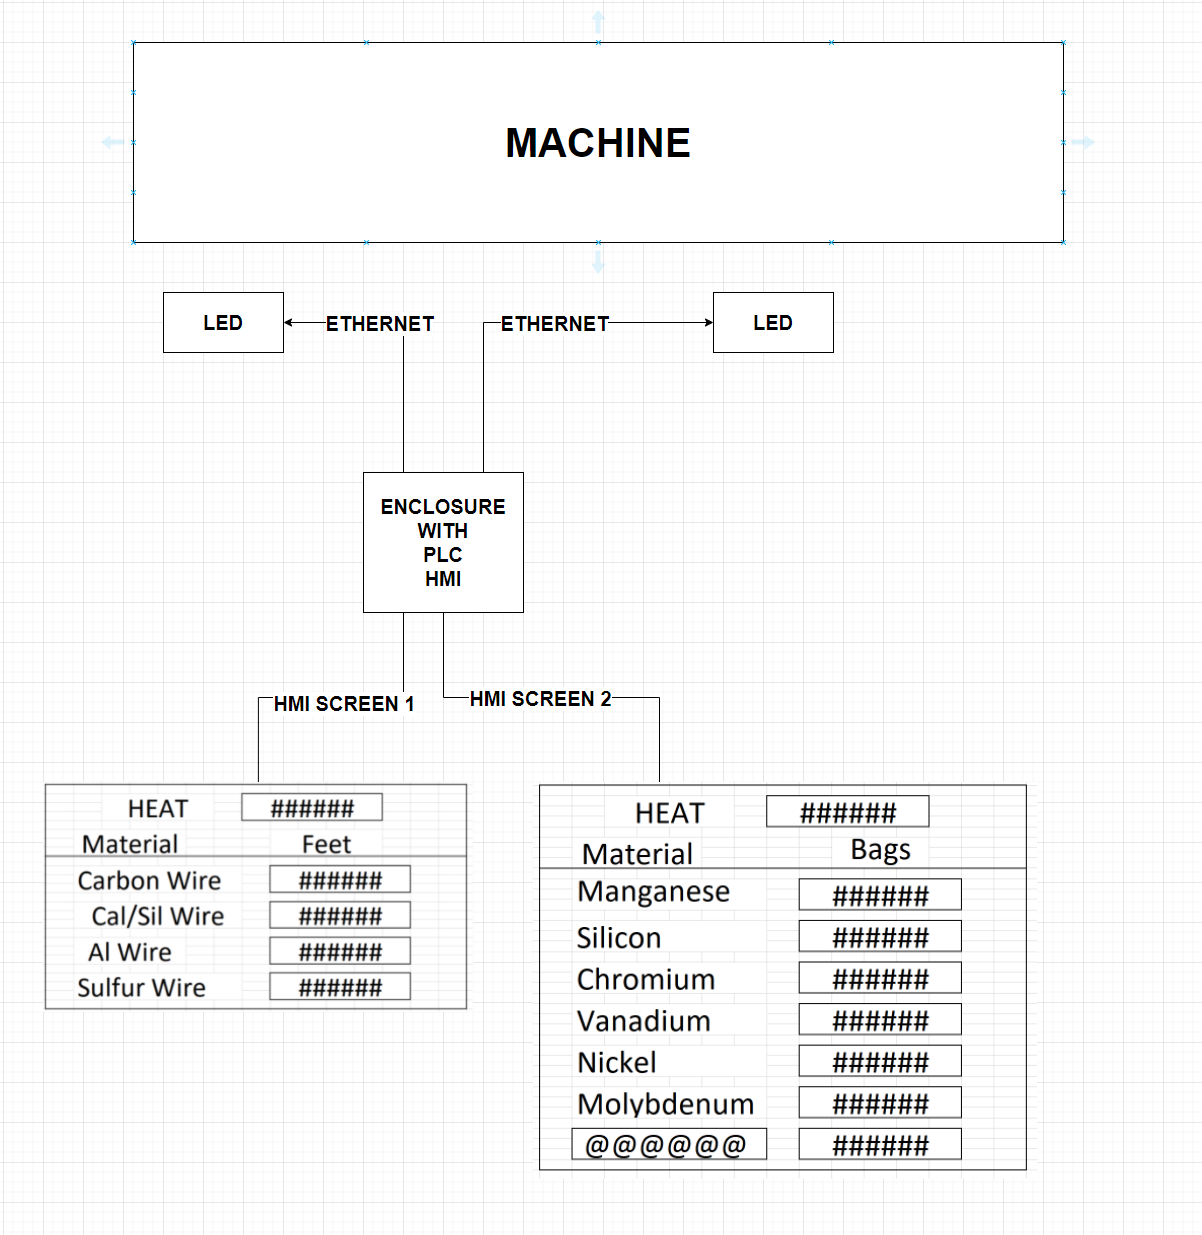 MACHINE
LED
ETHERNET
ETHERNET
LED
ENCLOSURE
WITH
PLC
HMI
HMI SCREEN 1
HMI SCREEN 2
HEAT ######
Material Feet
Carbon Wire ######
Cal/Sil Wire ######
Al Wire ######
Sulfur Wire ######
HEAT ######
Material Bags
Manganese ######
Silicon ######
Chromium ######
Vanadium ######
Nickel ######
Molybdenum ######
@@@@@@ ######